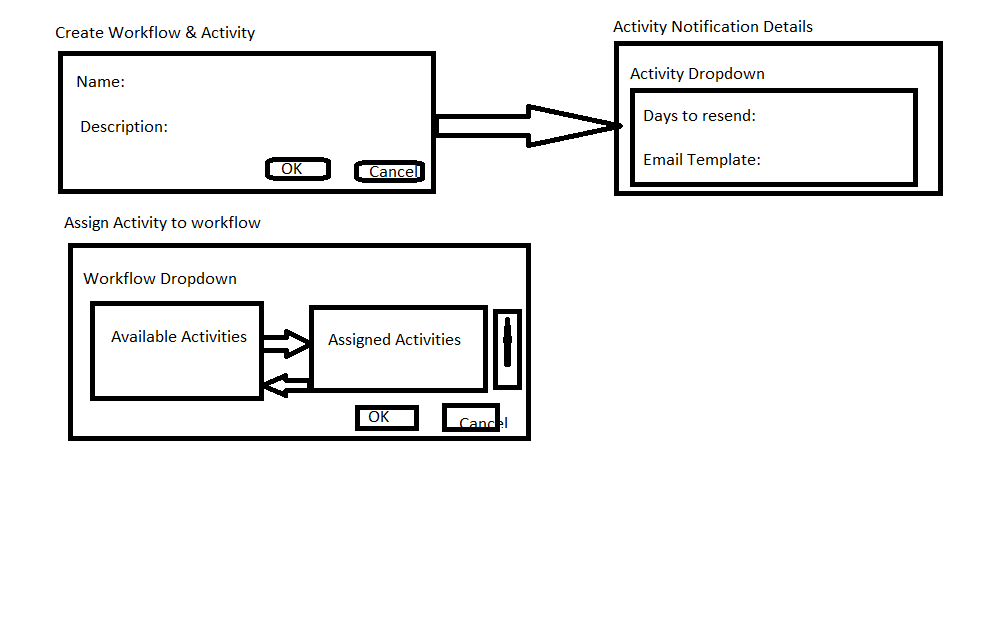 Create Workflow & Activity
Name:
Description:
OK
Cancel
Activity Notification Details
Activity Dropdown
Days to resend:
Email Template:
Assign Activity to workflow
Workflow Dropdown
Available Activities
Assigned Activities
OK
Cancel